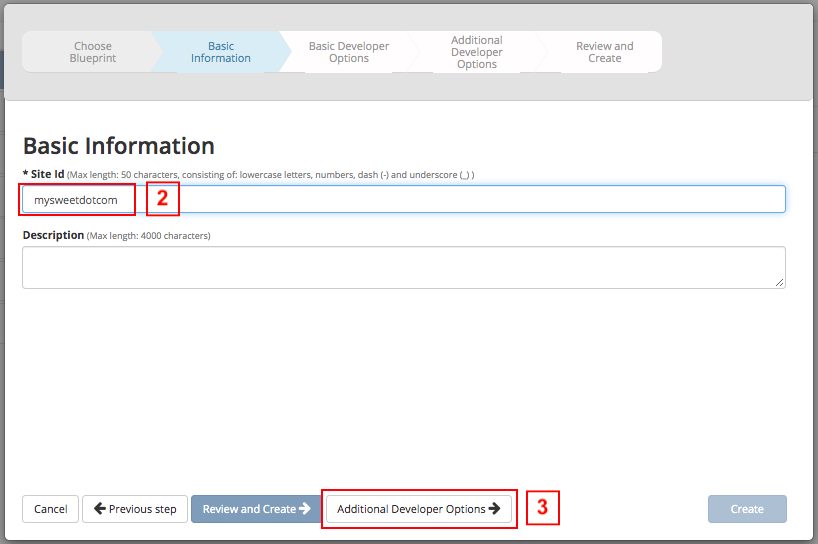 Choose
Blueprint
Basic
Information
Basic Developer
Options
Additional
Developer
Options
Review and
Create
Basic Information
* Site Id (Max length: 50 characters, consisting of: lowercase letters, numbers, dash (-) and underscore (_) )
mysweetdotcom
2
Description (Max length: 4000 characters)
Cancel
Previous step
Review and Create
Additional Developer Options
3
Create